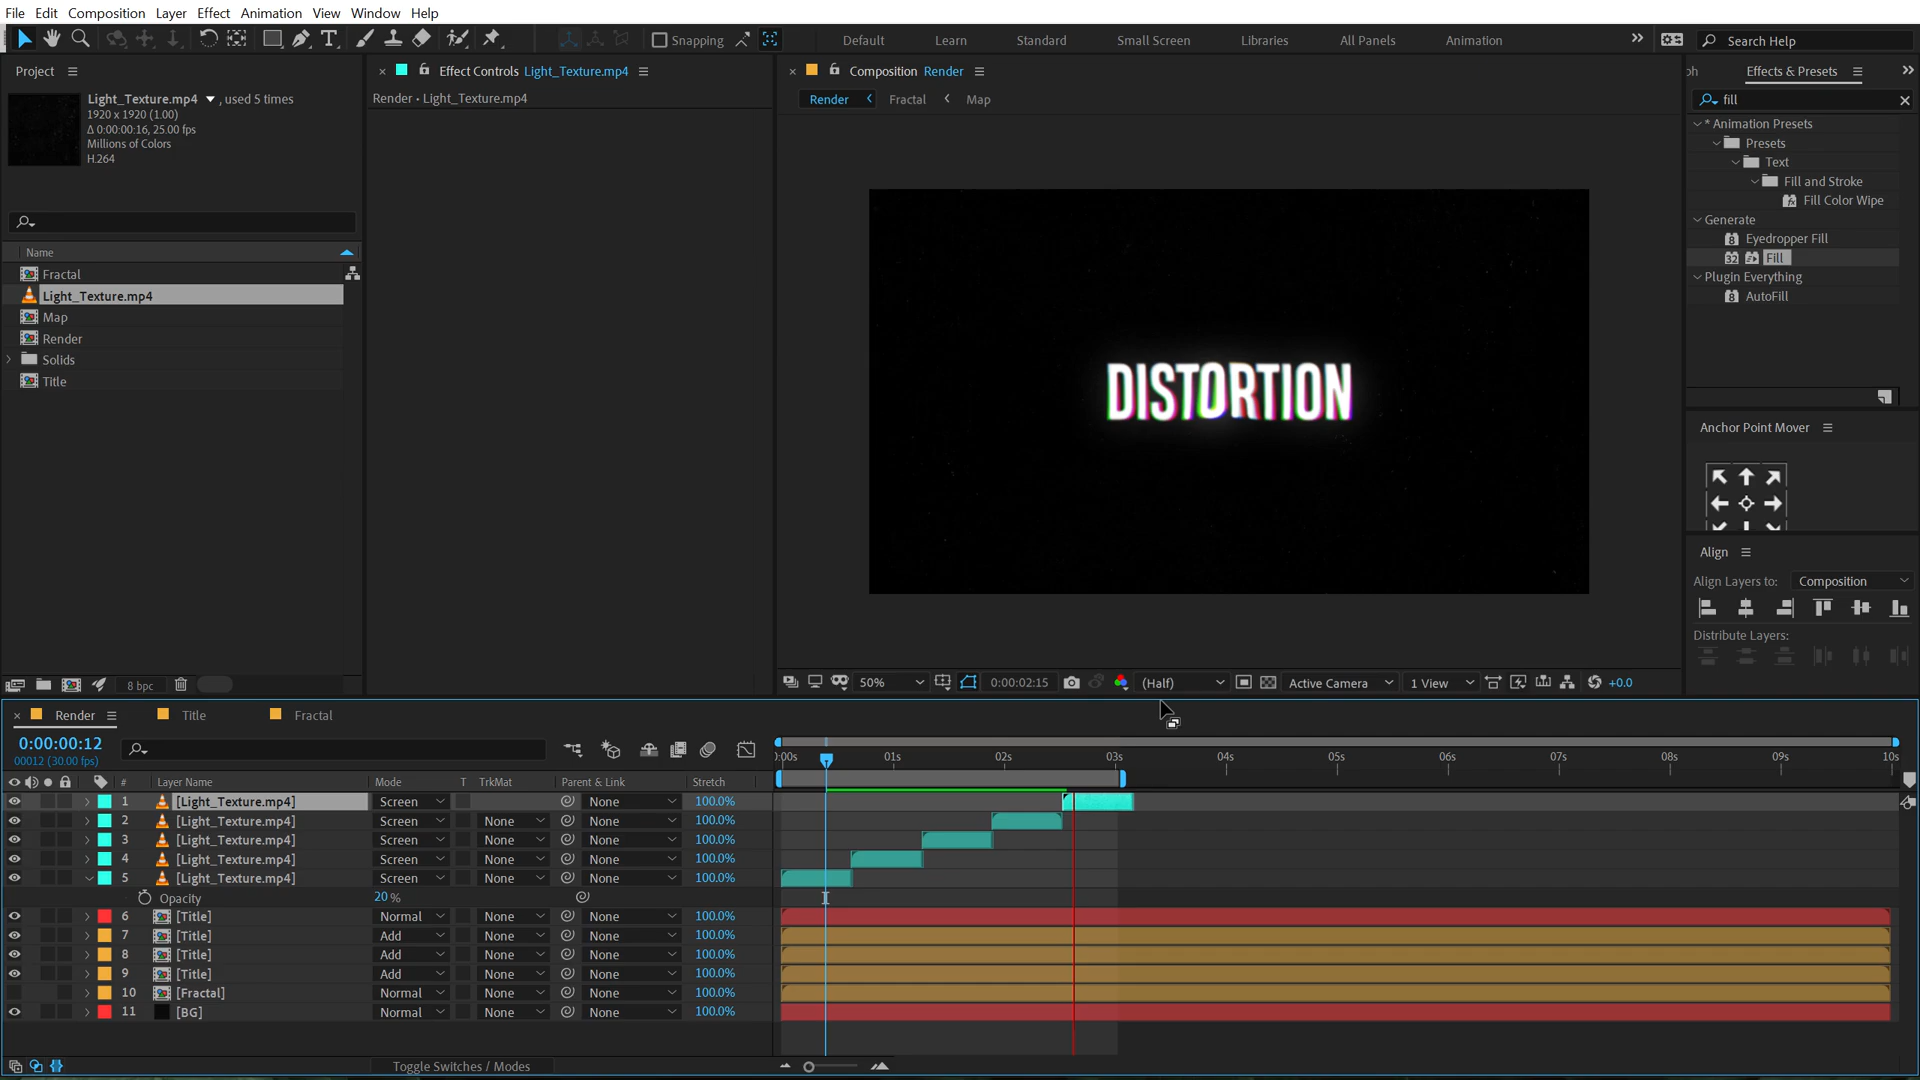 File Edit Composition Layer Effect Animation View Window Help
Snapping Default Learn Standard Small Screen Libraries All Panels Animation Search Help
Project
Light_Texture.mp4 , used 5 times
1920 x 1920 (1.00)
Δ 0:00:00:16, 25.00 fps
Millions of Colors
H.264
Name
Fractal
Light_Texture.mp4
Map
Render
Solids
Title
8 bpc
Effect Controls Light_Texture.mp4
Render • Light_Texture.mp4
Composition Render
Render Fractal Map
DISTORTION
50% 0:00:02:15 (Half) Active Camera 1 View +0.0
Effects & Presets
fill
* Animation Presets
Presets
Text
Fill and Stroke
Fill Color Wipe
Generate
8 Eyedropper Fill
32 Fill
Plugin Everything
8 AutoFill
Anchor Point Mover
Align
Align Layers to: Composition
Distribute Layers:
Render Title Fractal
0:00:00:12
00012 (30.00 fps)
:00s 01s 02s 03s 04s 05s 06s 07s 08s 09s 10s
# Layer Name Mode T TrkMat Parent & Link Stretch
1 [Light_Texture.mp4] Screen None 100.0%
2 [Light_Texture.mp4] Screen None None 100.0%
3 [Light_Texture.mp4] Screen None None 100.0%
4 [Light_Texture.mp4] Screen None None 100.0%
5 [Light_Texture.mp4] Screen None None 100.0%
Opacity 20 %
6 [Title] Normal None None 100.0%
7 [Title] Add None None 100.0%
8 [Title] Add None None 100.0%
9 [Title] Add None None 100.0%
10 [Fractal] Normal None None 100.0%
11 [BG] Normal None None 100.0%
Toggle Switches / Modes